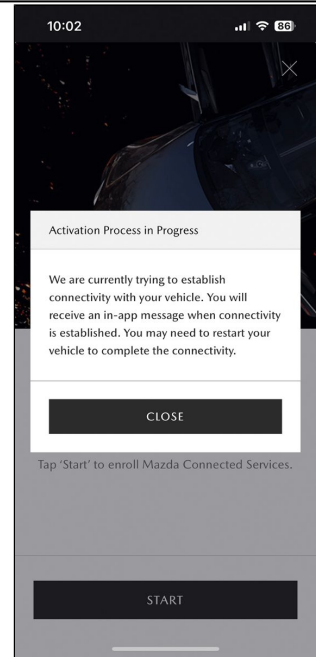 10:02
86
Activation Process in Progress
We are currently trying to establish
connectivity with your vehicle. You will
receive an in-app message when connectivity
is established. You may need to restart your
vehicle to complete the connectivity.
CLOSE
Tap ‘Start’ to enroll Mazda Connected Services.
START